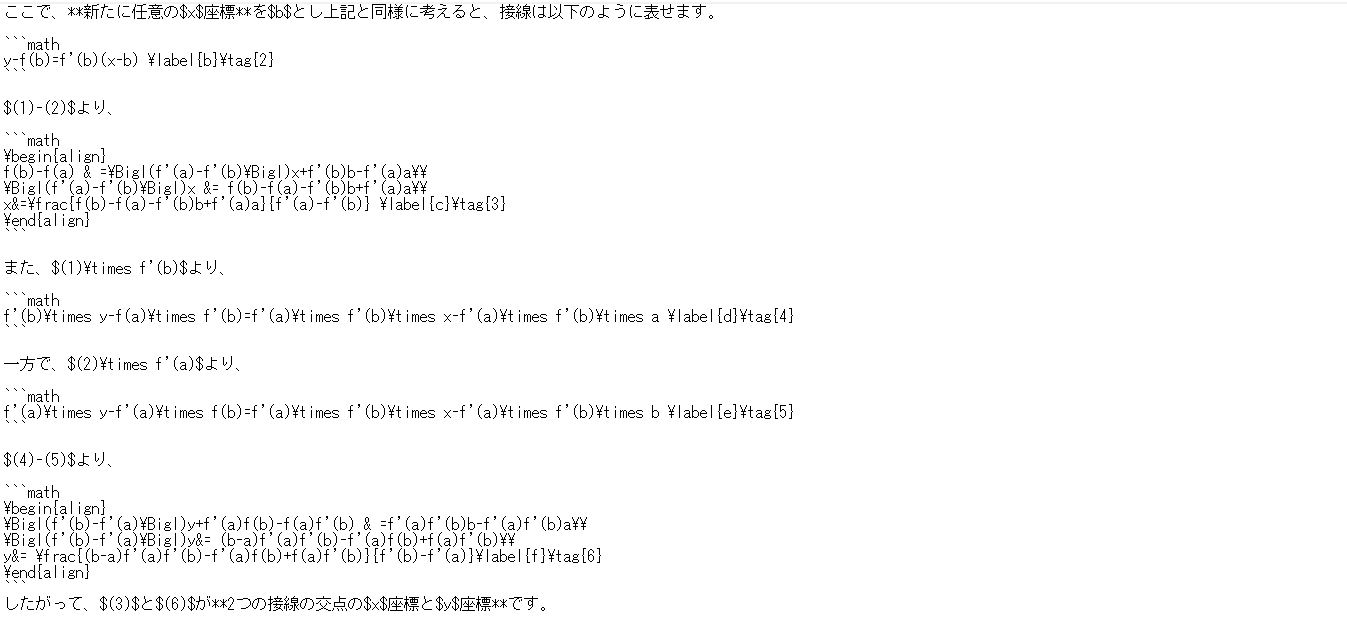 ここで、**新たに任意の$x$座標**を$b$とし上記と同様に考えると、接線は以下のように表せます。
```math
y-f(b)=f'(b)(x-b) ¥label{b}¥tag{2}
```
$(1)-(2)$より、
```math
¥begin{align}
f(b)-f(a) & =¥Bigl(f'(a)-f'(b)¥Bigl)x+f'(b)b-f'(a)a¥¥
¥Bigl(f'(a)-f'(b)¥Bigl)x &= f(b)-f(a)-f'(b)b+f'(a)a¥¥
x&=¥frac{f(b)-f(a)-f'(b)b+f'(a)a}{f'(a)-f'(b)} ¥label{c}¥tag{3}
¥end{align}
```
また、$(1)¥times f'(b)$より、
```math
f'(b)¥times y-f(a)¥times f'(b)=f'(a)¥times f'(b)¥times x-f'(a)¥times f'(b)¥times a ¥label{d}¥tag{4}
```
一方で、$(2)¥times f'(a)$より、
```math
f'(a)¥times y-f'(a)¥times f(b)=f'(a)¥times f'(b)¥times x-f'(a)¥times f'(b)¥times b ¥label{e}¥tag{5}
```
$(4)-(5)$より、
```math
¥begin{align}
¥Bigl(f'(b)-f'(a)¥Bigl)y+f'(a)f(b)-f(a)f'(b) & =f'(a)f'(b)b-f'(a)f'(b)a¥¥
¥Bigl(f'(b)-f'(a)¥Bigl)y&= (b-a)f'(a)f'(b)-f'(a)f(b)+f(a)f'(b)¥¥
y&= ¥frac{(b-a)f'(a)f'(b)-f'(a)f(b)+f(a)f'(b)}{f'(b)-f'(a)}¥label{f}¥tag{6}
¥end{align}
```
したがって、$(3)$と$(6)$が**2つの接線の交点の$x$座標と$y$座標**です。